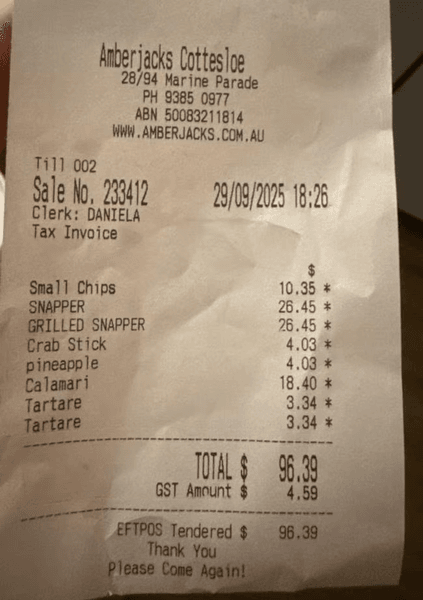 Amberjacks Cottesloe
28/94 Marine Parade
PH 9385 0977
ABN 50083211814
WWW.AMBERJACKS.COM.AU
Till 002
Sale No. 233412 29/09/2025 18:26
Clerk: DANIELA
Tax Invoice
$
Small Chips 10.35 *
SNAPPER 26.45 *
GRILLED SNAPPER 26.45 *
Crab Stick 4.03 *
pineapple 4.03 *
Calamari 18.40 *
Tartare 3.34 *
Tartare 3.34 *
TOTAL $ 96.39
GST Amount $ 4.59
EFTPOS Tendered $ 96.39
Thank You
Please Come Again!